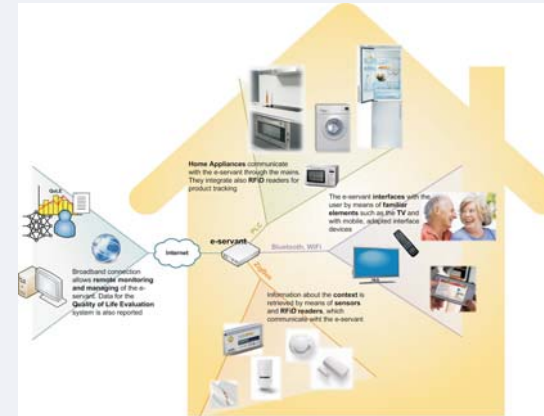 Home Appliances communicate
with the e-servant through the mains.
They integrate also RFiD readers for
product tracking
QoLE
The e-servant interfaces with the
user by means of familiar
elements such as the TV and
with mobile, adapted interface
devices
PLC
e-servant
Bluetooth, WiFi
Internet
ZigBee
Broadband connection
allows remote monitoring
and managing of the e-
servant. Data for the
Quality of Life Evaluation
system is also reported
Information about the context is
retrieved by means of sensors
and RFiD readers, which
communicate wiht the e-servant